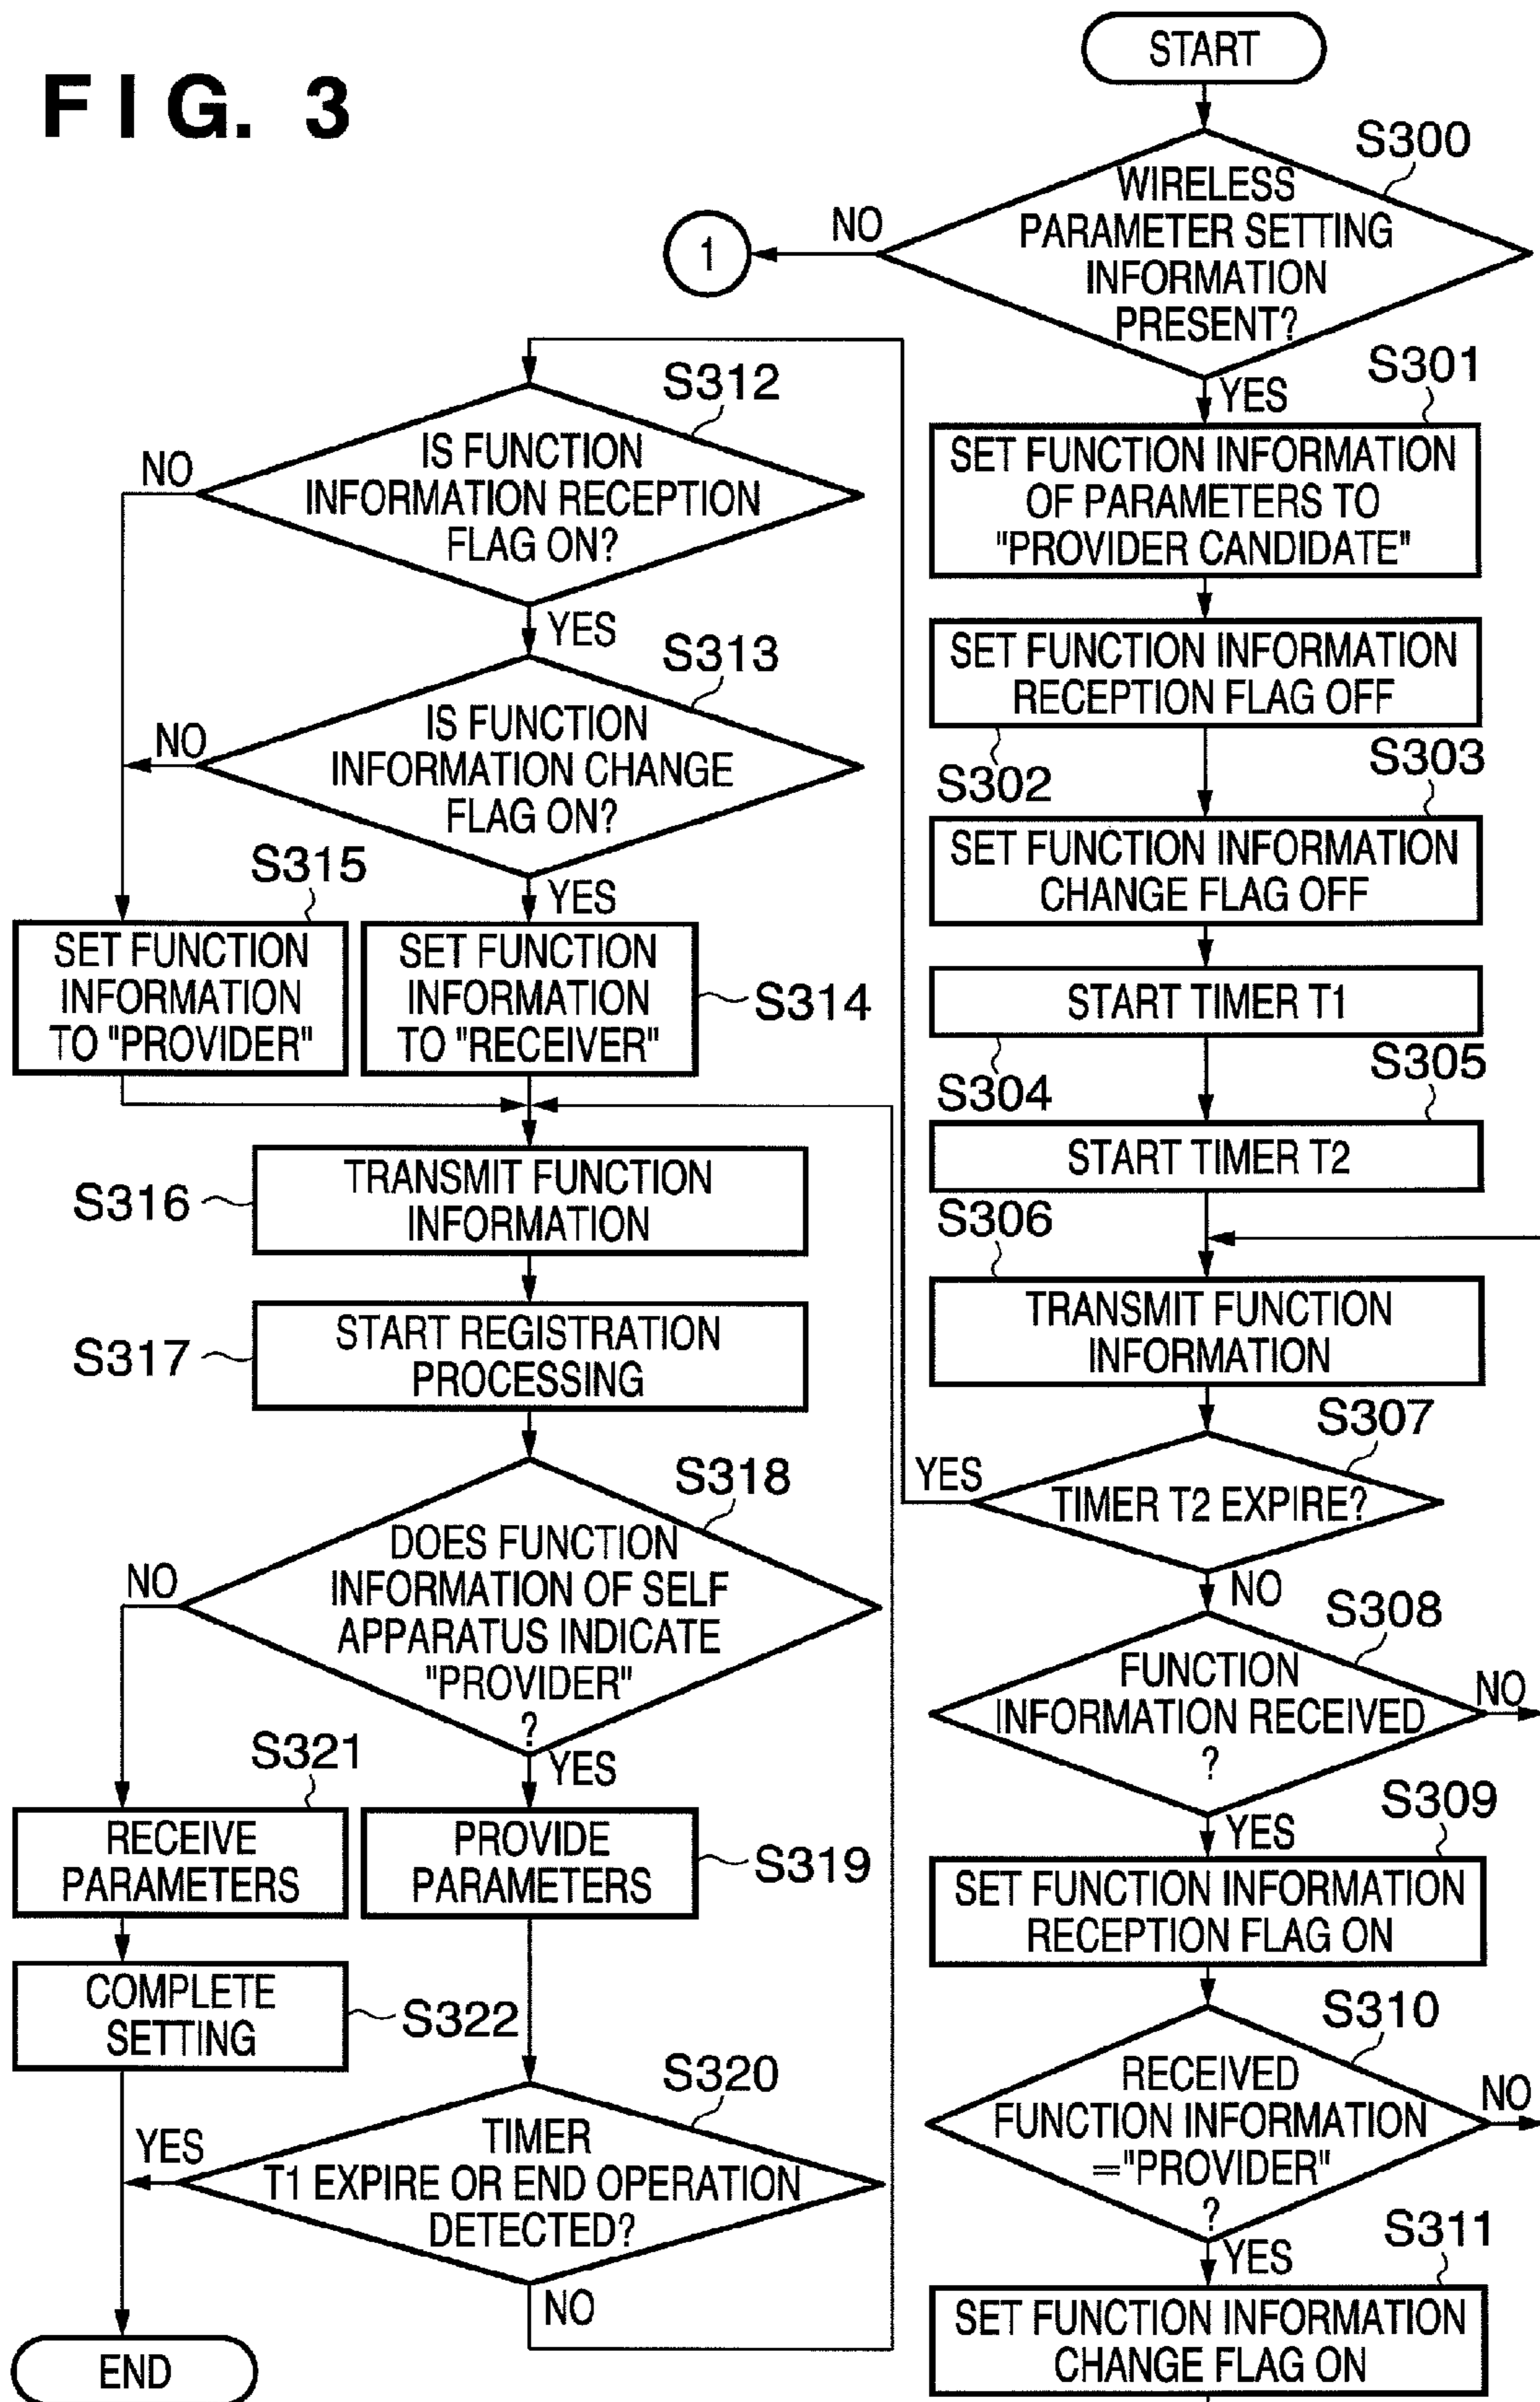 FIG. 3
START
S300
WIRELESS
PARAMETER SETTING
INFORMATION
PRESENT?
NO
1
YES
S301
SET FUNCTION INFORMATION
OF PARAMETERS TO
"PROVIDER CANDIDATE"
SET FUNCTION INFORMATION
RECEPTION FLAG OFF
S302
S303
SET FUNCTION INFORMATION
CHANGE FLAG OFF
START TIMER T1
S304
S305
START TIMER T2
S306
TRANSMIT FUNCTION
INFORMATION
S307
TIMER T2 EXPIRE?
YES
NO
S308
FUNCTION
INFORMATION RECEIVED
?
NO
YES
S309
SET FUNCTION INFORMATION
RECEPTION FLAG ON
S310
RECEIVED
FUNCTION INFORMATION
="PROVIDER"
?
NO
YES
S311
SET FUNCTION INFORMATION
CHANGE FLAG ON
S312
IS FUNCTION
INFORMATION RECEPTION
FLAG ON?
NO
YES
S313
IS FUNCTION
INFORMATION CHANGE
FLAG ON?
NO
YES
S315
SET FUNCTION
INFORMATION
TO "PROVIDER"
SET FUNCTION
INFORMATION
TO "RECEIVER"
S314
S316
TRANSMIT FUNCTION
INFORMATION
S317
START REGISTRATION
PROCESSING
S318
DOES FUNCTION
INFORMATION OF SELF
APPARATUS INDICATE
"PROVIDER"
?
NO
YES
S321
RECEIVE
PARAMETERS
PROVIDE
PARAMETERS
S319
COMPLETE
SETTING
S322
S320
TIMER
T1 EXPIRE OR END OPERATION
DETECTED?
YES
NO
END